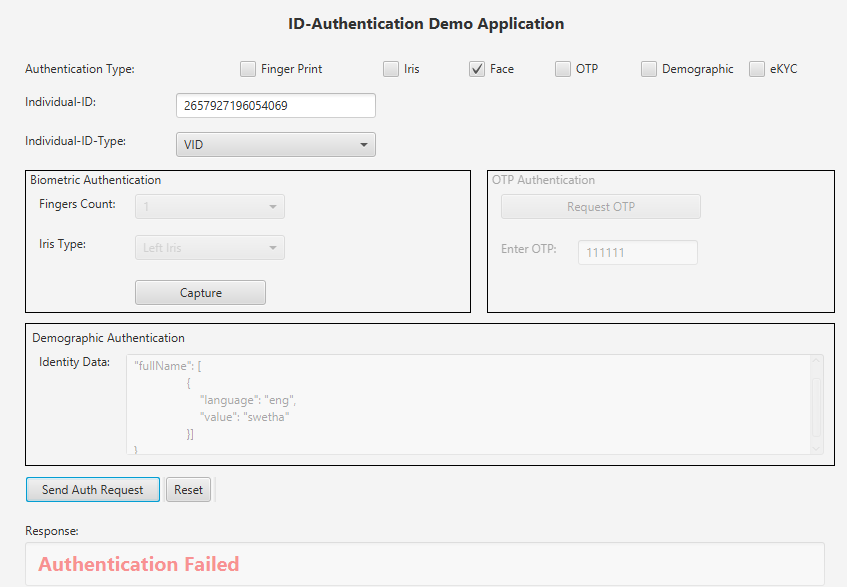 ID-Authentication Demo Application
Authentication Type: Finger Print Iris Face OTP Demographic eKYC
Individual-ID: 2657927196054069
Individual-ID-Type: VID
Biometric Authentication
Fingers Count: 1
Iris Type: Left Iris
Capture
OTP Authentication
Request OTP
Enter OTP: 111111
Demographic Authentication
Identity Data: "fullName": [
{
"language": "eng",
"value": "swetha"
}]
}
Send Auth Request Reset
Response:
Authentication Failed